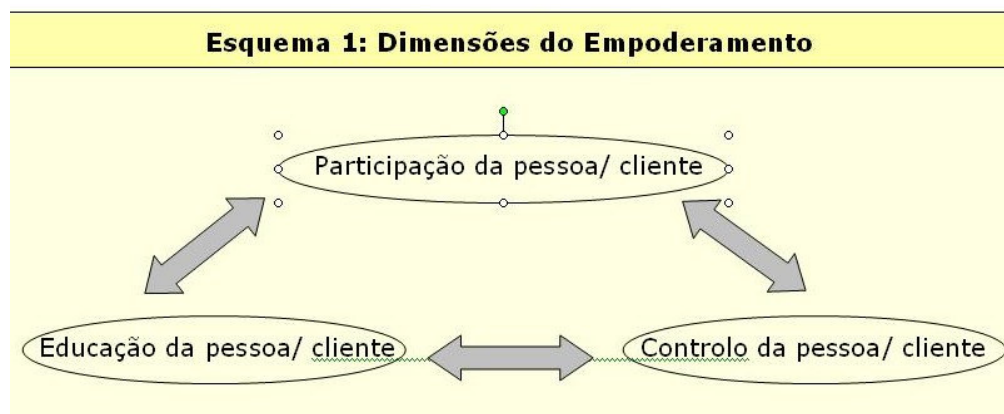 Esquema 1: Dimensões do Empoderamento
Participação da pessoa/ cliente
Educação da pessoa/ cliente
Controlo da pessoa/ cliente